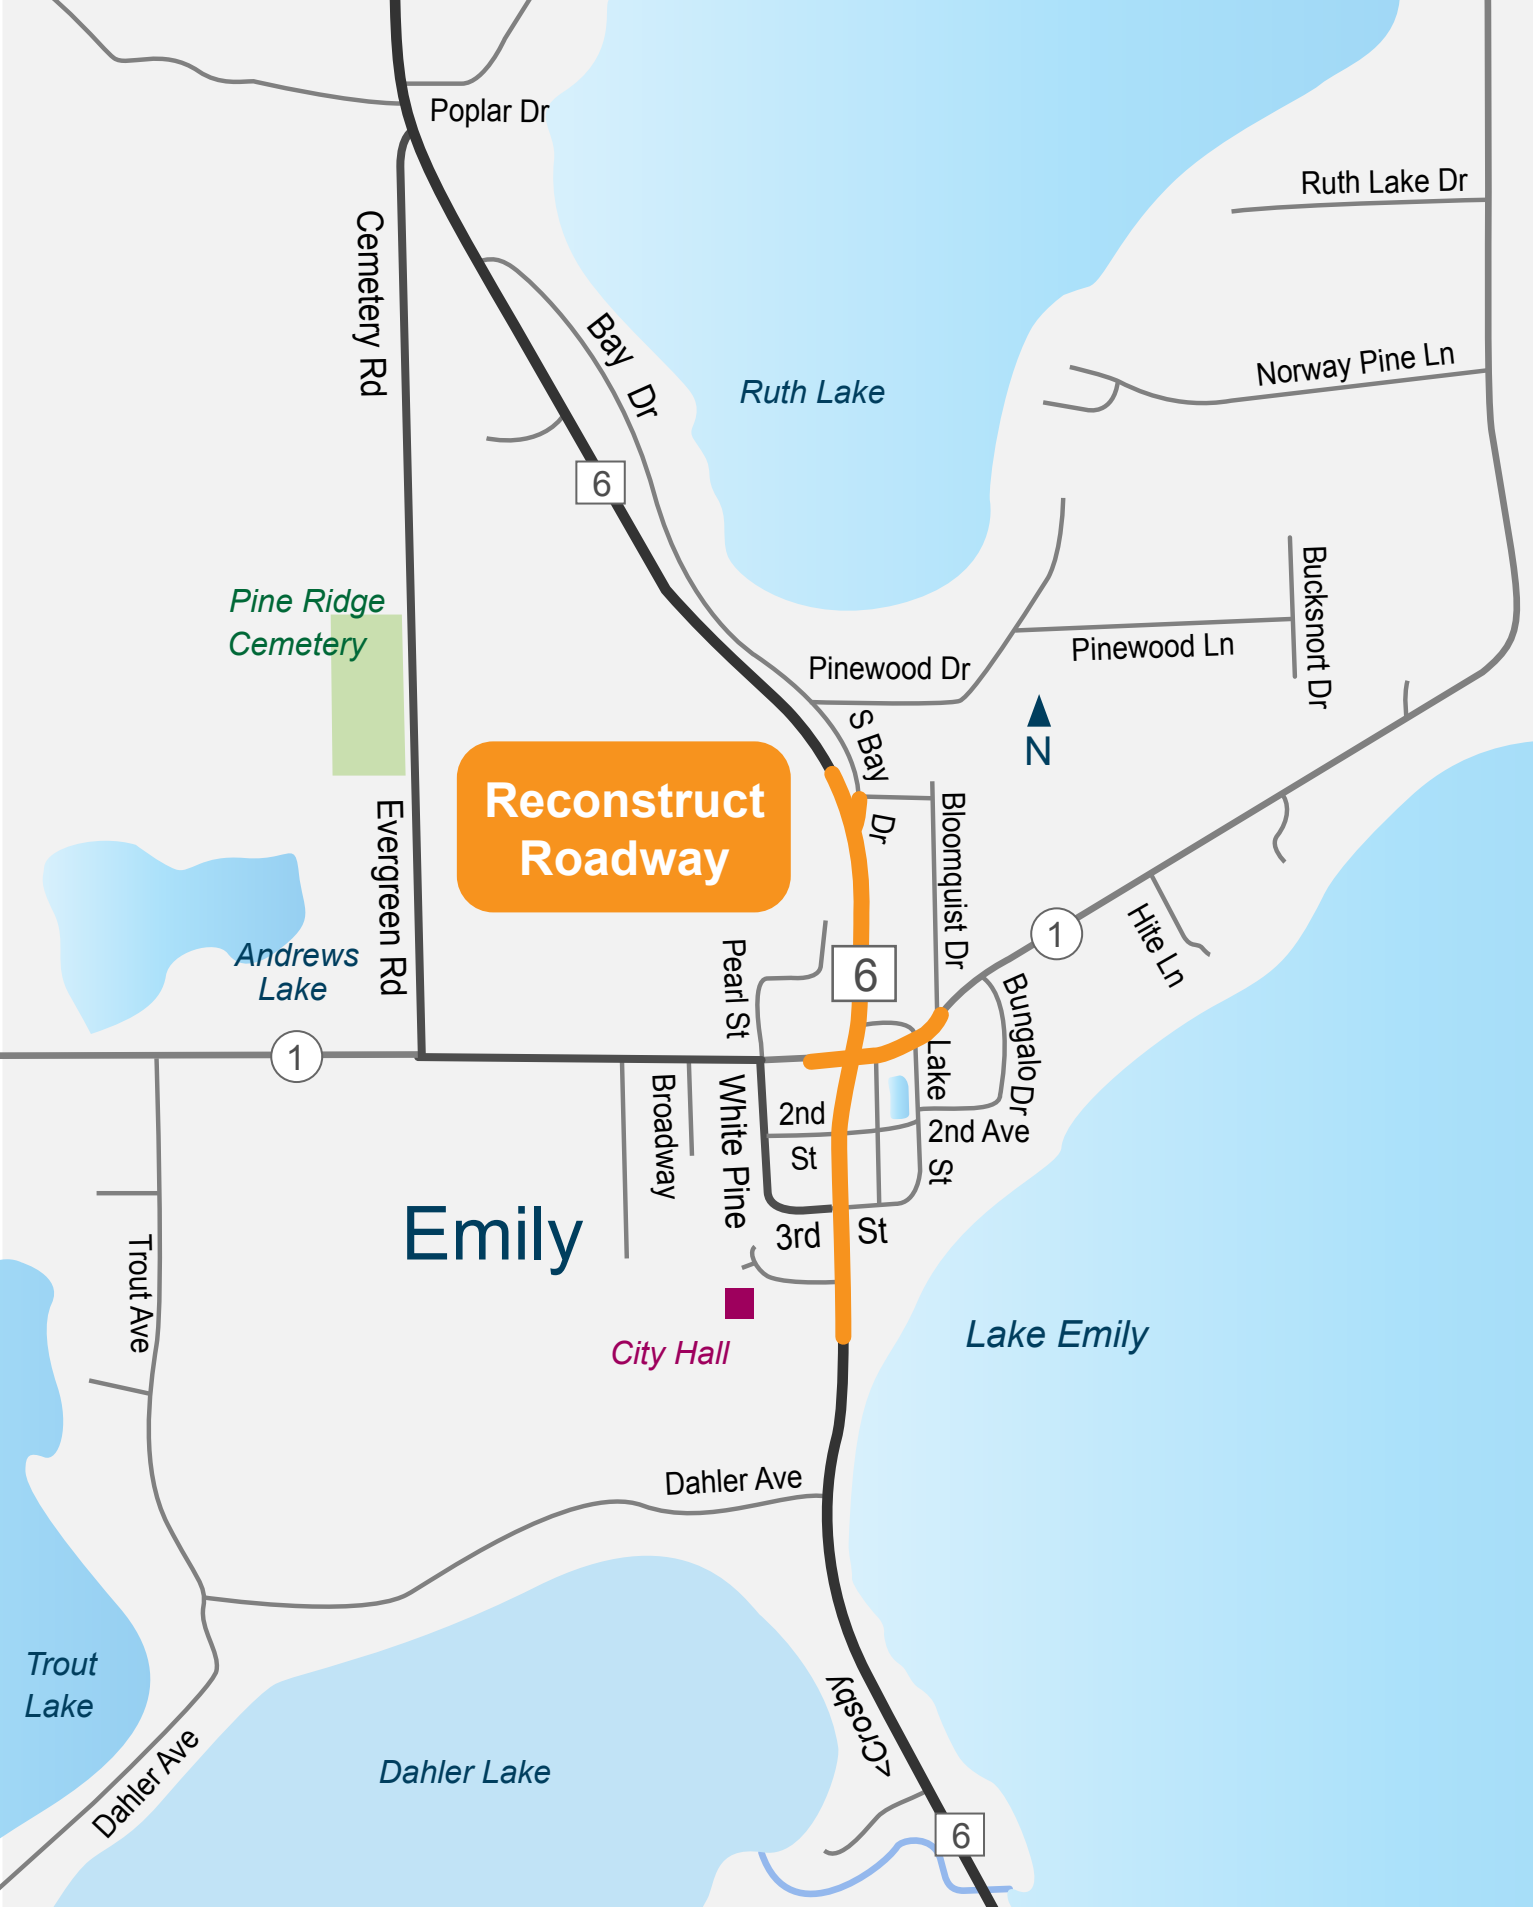 Poplar Dr
Ruth Lake Dr
Cemetery Rd
Bay Dr
Norway Pine Ln
Ruth Lake
6
Bucksnort Dr
Pine Ridge
Cemetery
Pinewood Ln
Pinewood Dr
S Bay Dr
N
Reconstruct
Roadway
Evergreen Rd
Bloomquist Dr
Hite Ln
1
Pearl St
6
Andrews
Lake
Bungalo Dr
1
Lake St
Broadway
White Pine
2nd St
2nd Ave
Emily
3rd St
Trout Ave
City Hall
Lake Emily
Dahler Ave
Trout
Lake
<Crosby
Dahler Ave
Dahler Lake
6